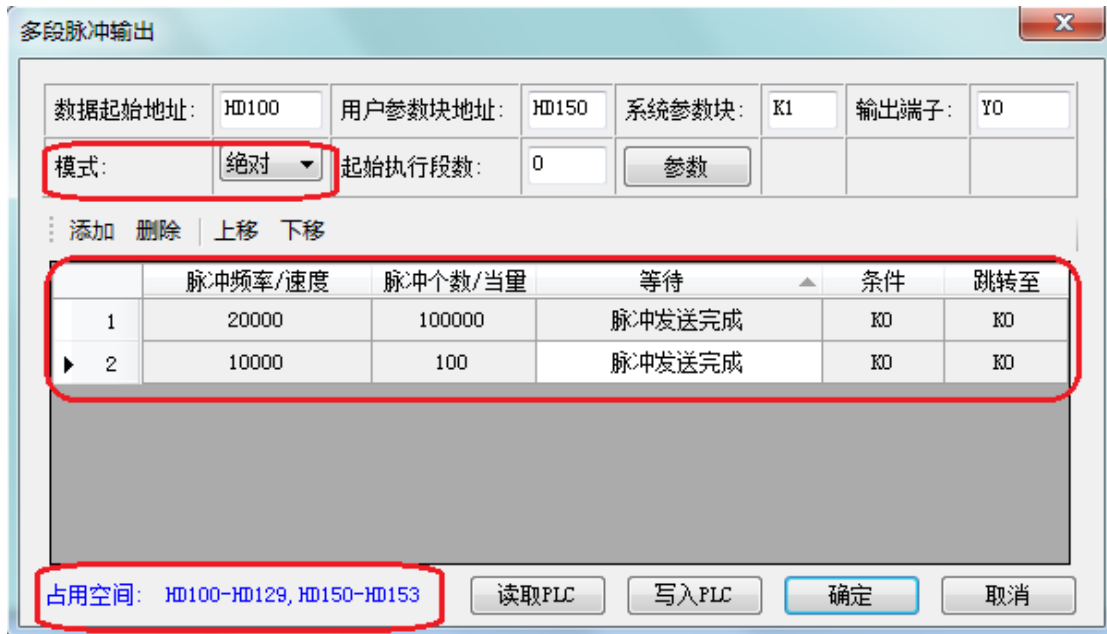 多段脉冲输出
数据起始地址: HD100 用户参数块地址: HD150 系统参数块: K1 输出端子: Y0
模式: 绝对 起始执行段数: 0 参数
添加 删除 上移 下移
脉冲频率/速度 脉冲个数/当量 等待 条件 跳转至
1 20000 100000 脉冲发送完成 K0 K0
2 10000 100 脉冲发送完成 K0 K0
占用空间: HD100-HD129,HD150-HD153 读取PLC 写入PLC 确定 取消